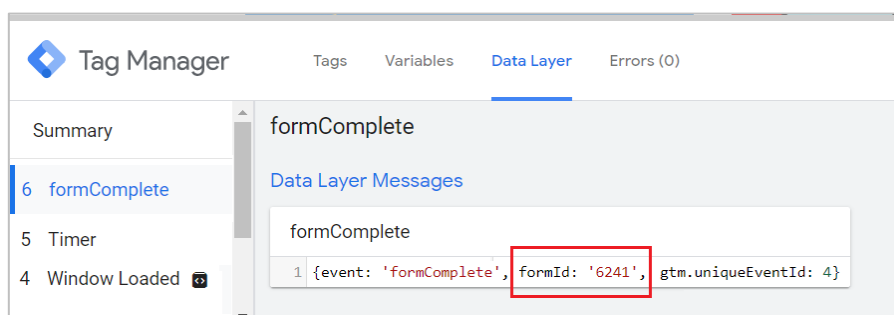 Tag Manager
Tags Variables Data Layer Errors (0)
Summary
6 formComplete
5 Timer
4 Window Loaded
formComplete
Data Layer Messages
formComplete
1 {event: 'formComplete', formId: '6241', gtm.uniqueEventId: 4}